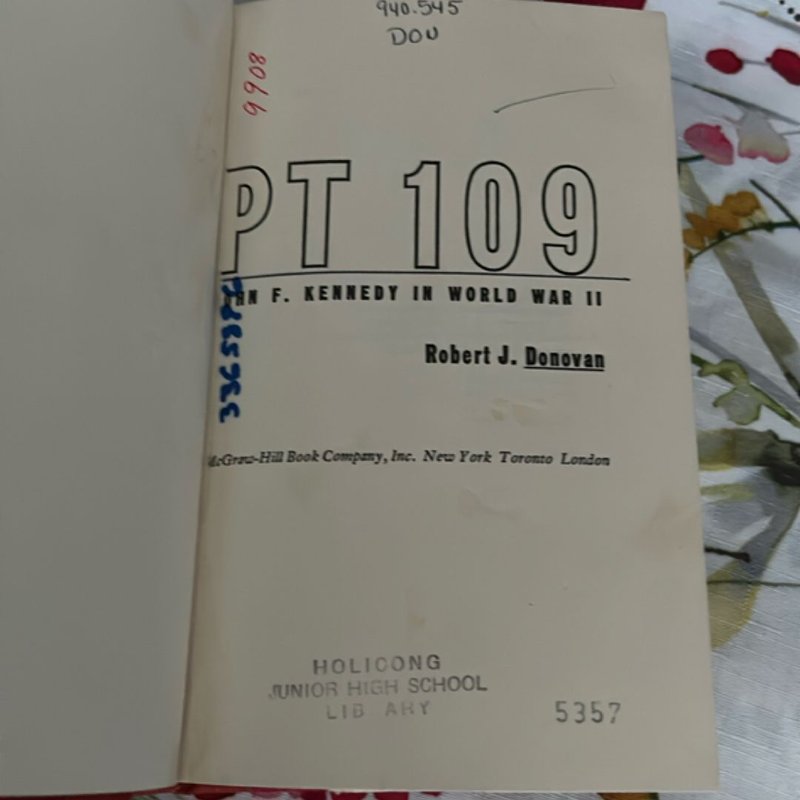 940.545
DOU
9908
PT 109
HN F. KENNEDY IN WORLD WAR II
Robert J. Donovan
McGraw-Hill Book Company, Inc. New York Toronto London
HOLICONG
JUNIOR HIGH SCHOOL
LIB ARY
5357